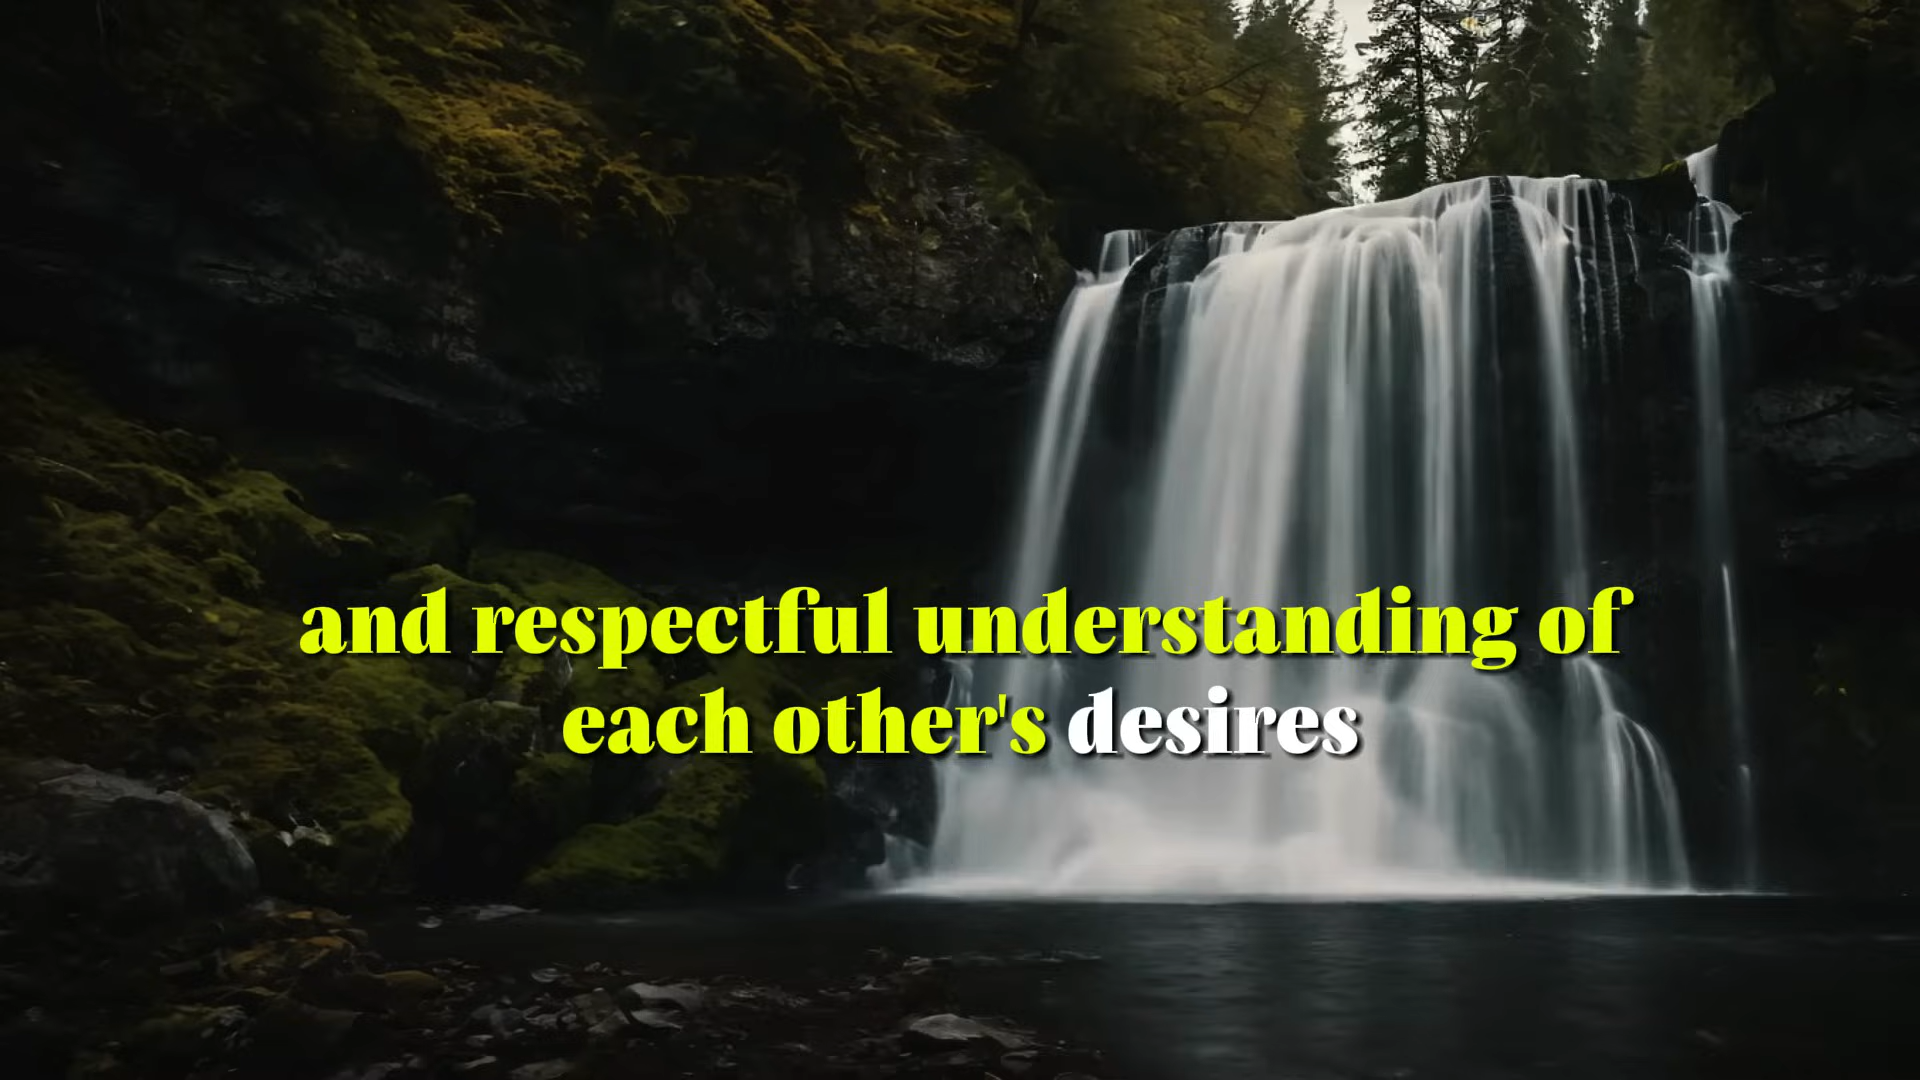 and respectful understanding of
each other's desires